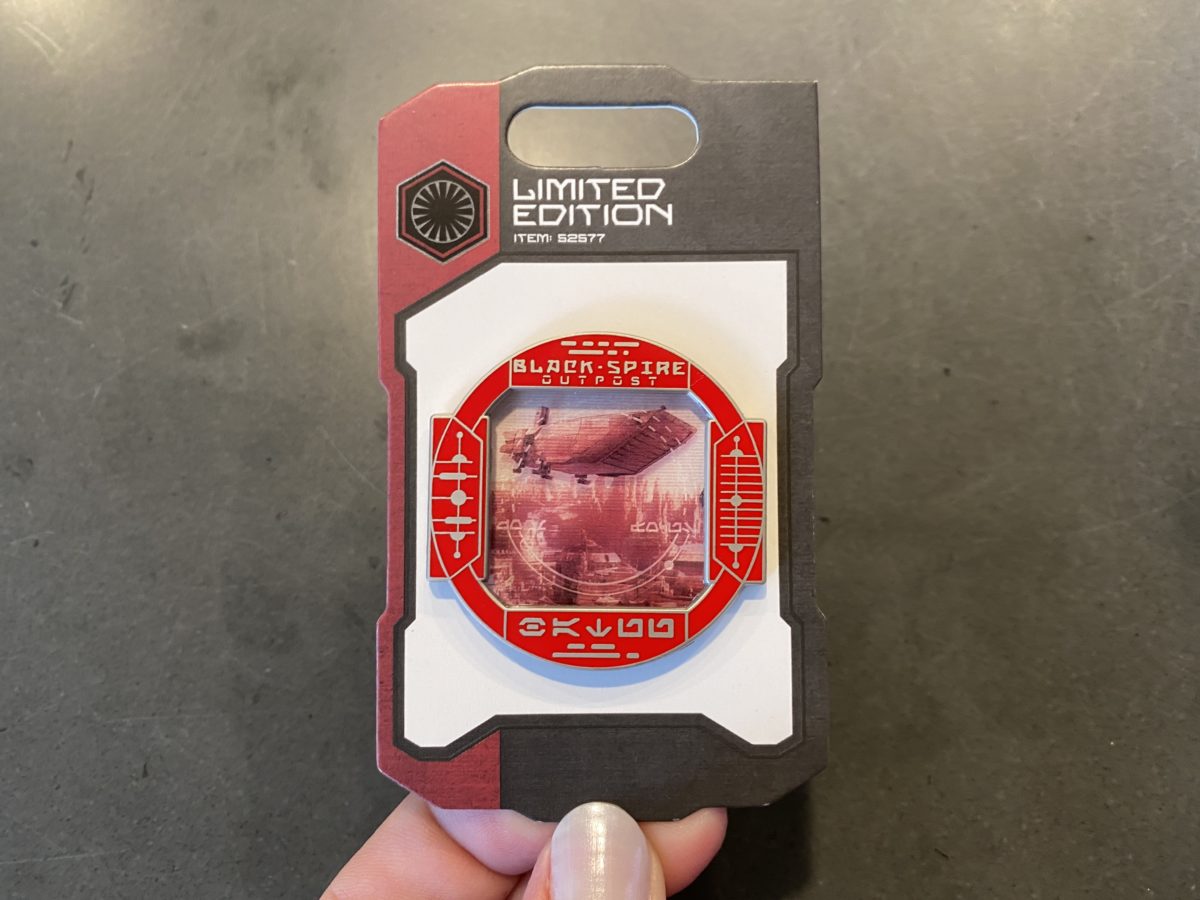 LIMITED
EDITION
ITEM: 52577
BLACK·SPIRE
OUTPOST